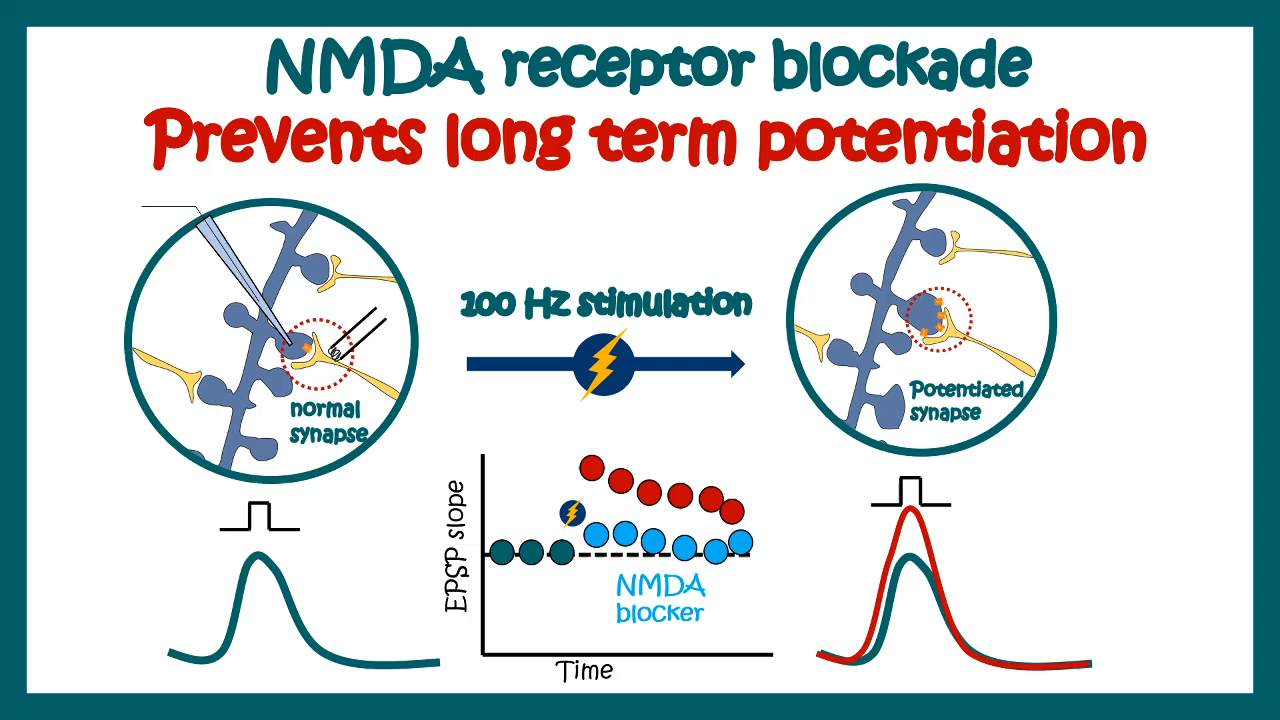 NMDA receptor blockade
Prevents long term potentiation
100 Hz stimulation
normal
synapse
Potentiated
synapse
EPSP slope
NMDA
blocker
Time